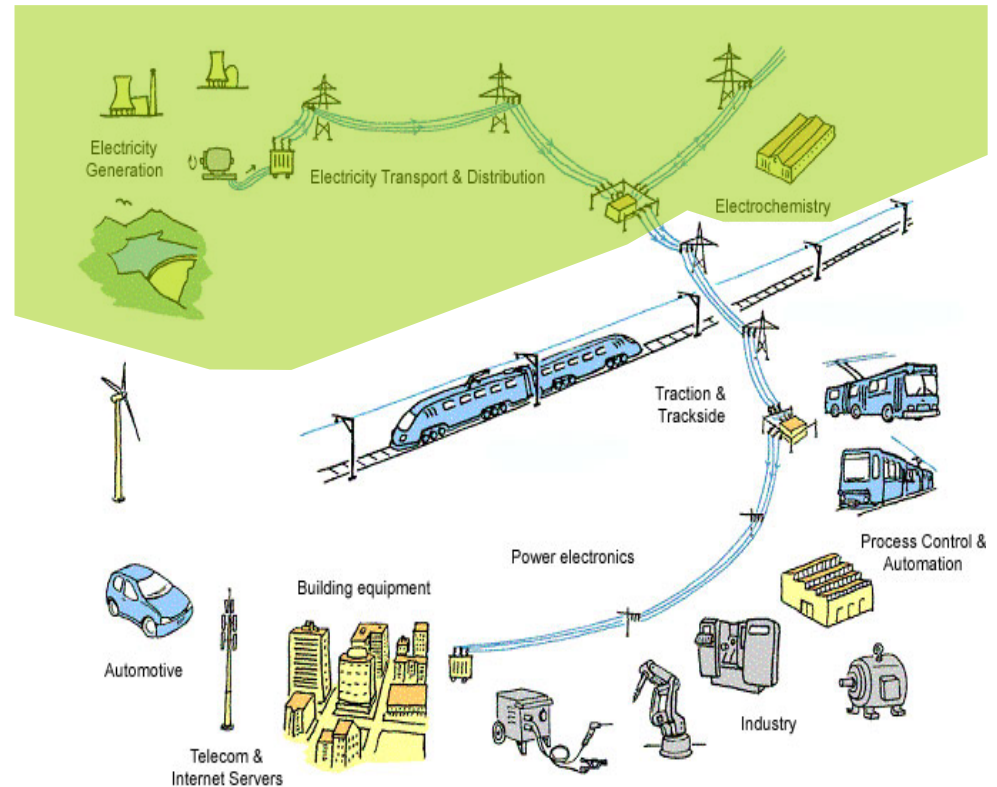 Electricity
Generation
Electricity Transport & Distribution
Electrochemistry
Traction &
Trackside
Power electronics
Process Control &
Automation
Building equipment
Automotive
Industry
Telecom &
Internet Servers